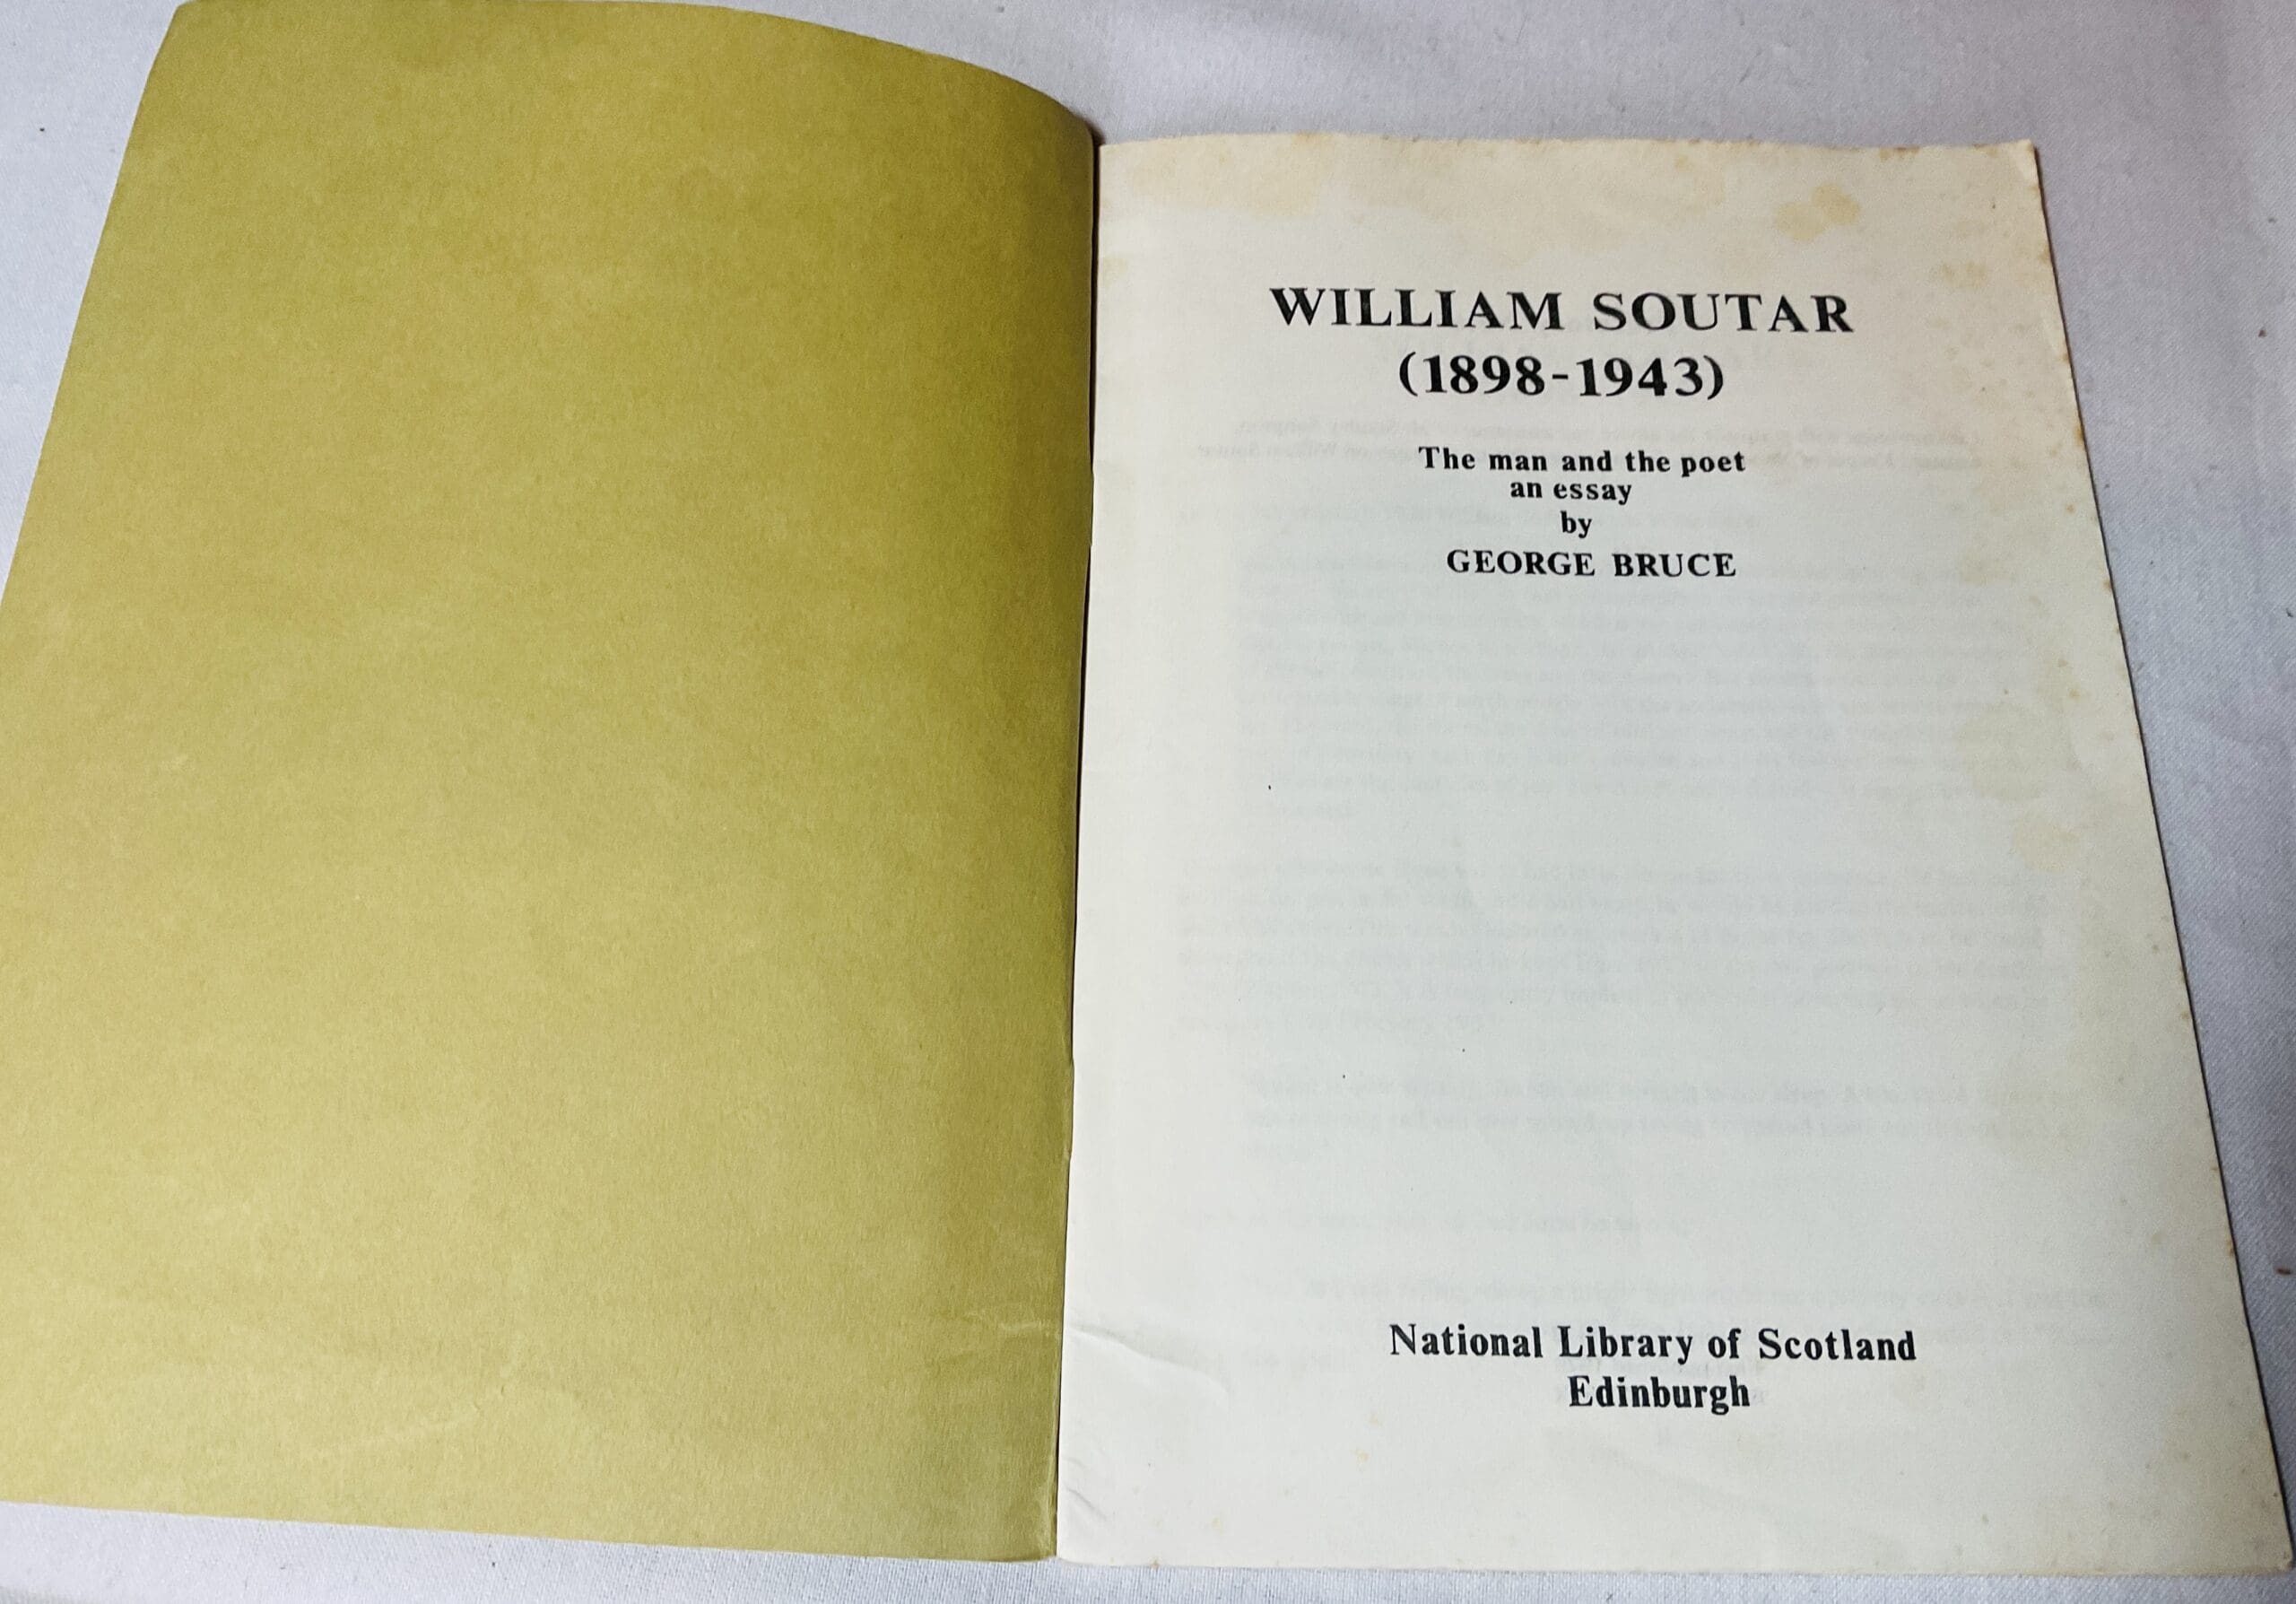 WILLIAM SOUTAR
(1898-1943)
The man and the poet
an essay
by
GEORGE BRUCE
National Library of Scotland
Edinburgh